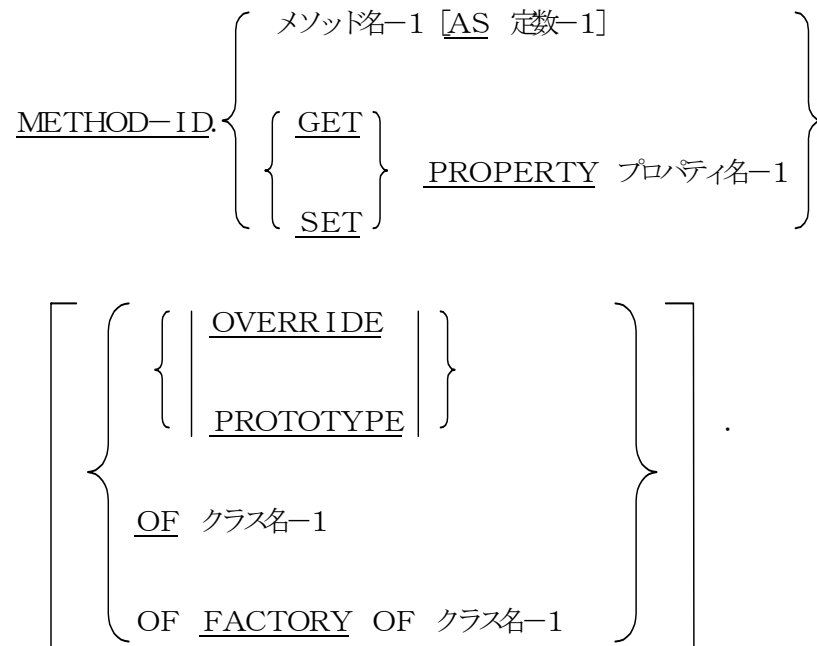 メソッド名-1 [AS 定数-1]
METHOD-ID.
GET
PROPERTY プロパティ名-1
SET
OVERRIDE
PROTOTYPE
.
OF クラス名-1
OF FACTORY OF クラス名-1